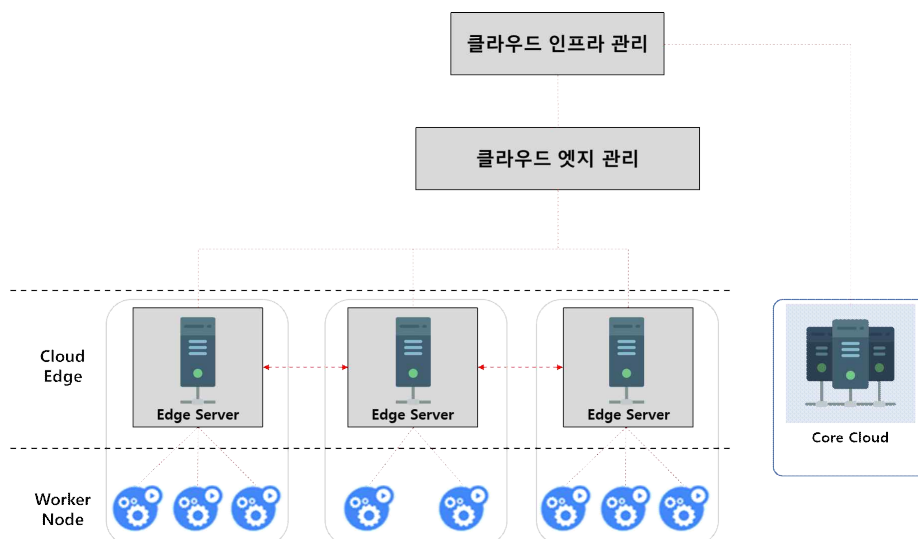 클라우드 인프라 관리
클라우드 엣지 관리
Cloud
Edge
Edge Server
Edge Server
Edge Server
Core Cloud
Worker
Node